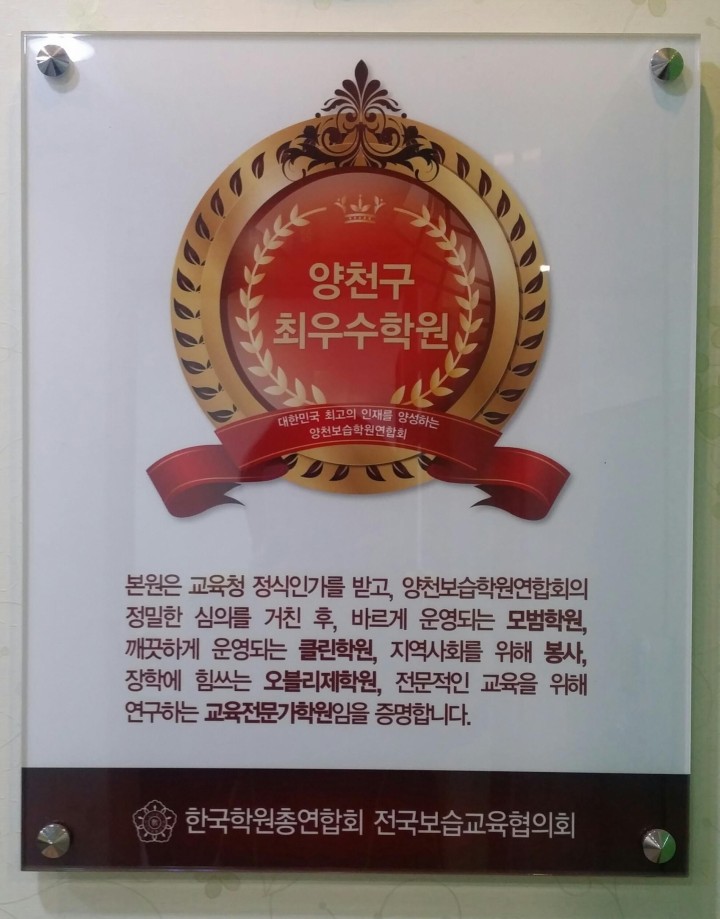 양천구
최우수학원
대한민국 최고의 인재를 양성하는
양천보습학원연합회
본원은 교육청 정식인가를 받고, 양천보습학원연합회의
정밀한 심의를 거친 후, 바르게 운영되는 모범학원,
깨끗하게 운영되는 클린학원, 지역사회를 위해 봉사,
장학에 힘쓰는 오블리제학원, 전문적인 교육을 위해
연구하는 교육전문가학원임을 증명합니다.
한국학원총연합회 전국보습교육협의회